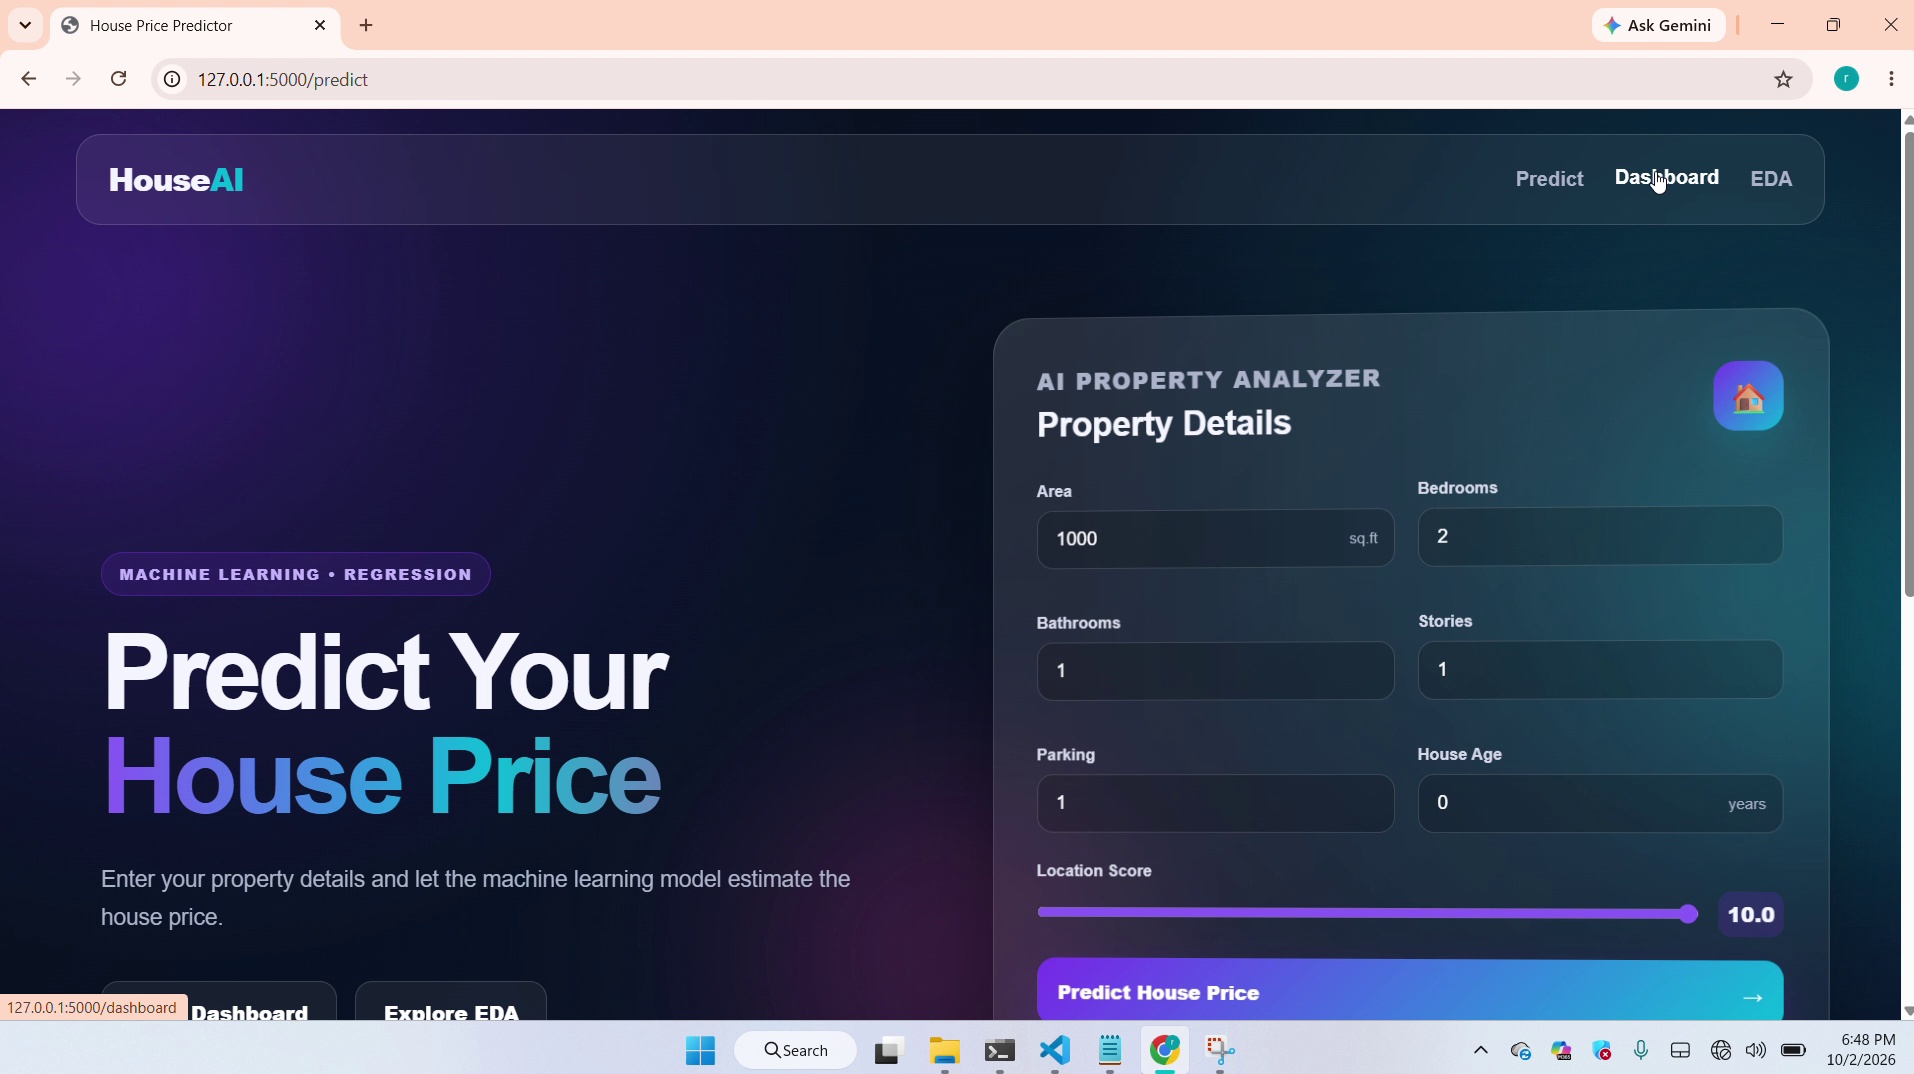 House Price Predictor
Ask Gemini
127.0.0.1:5000/predict
r
HouseAI
Predict
Dashboard
EDA
AI PROPERTY ANALYZER
Property Details
Area
Bedrooms
1000
sq.ft
2
Bathrooms
Stories
1
1
Parking
House Age
1
0
years
Location Score
10.0
Predict House Price
→
MACHINE LEARNING • REGRESSION
Predict Your
House Price
Enter your property details and let the machine learning model estimate the
house price.
Dashboard
Explore EDA
127.0.0.1:5000/dashboard
Search
6:48 PM
10/2/2026